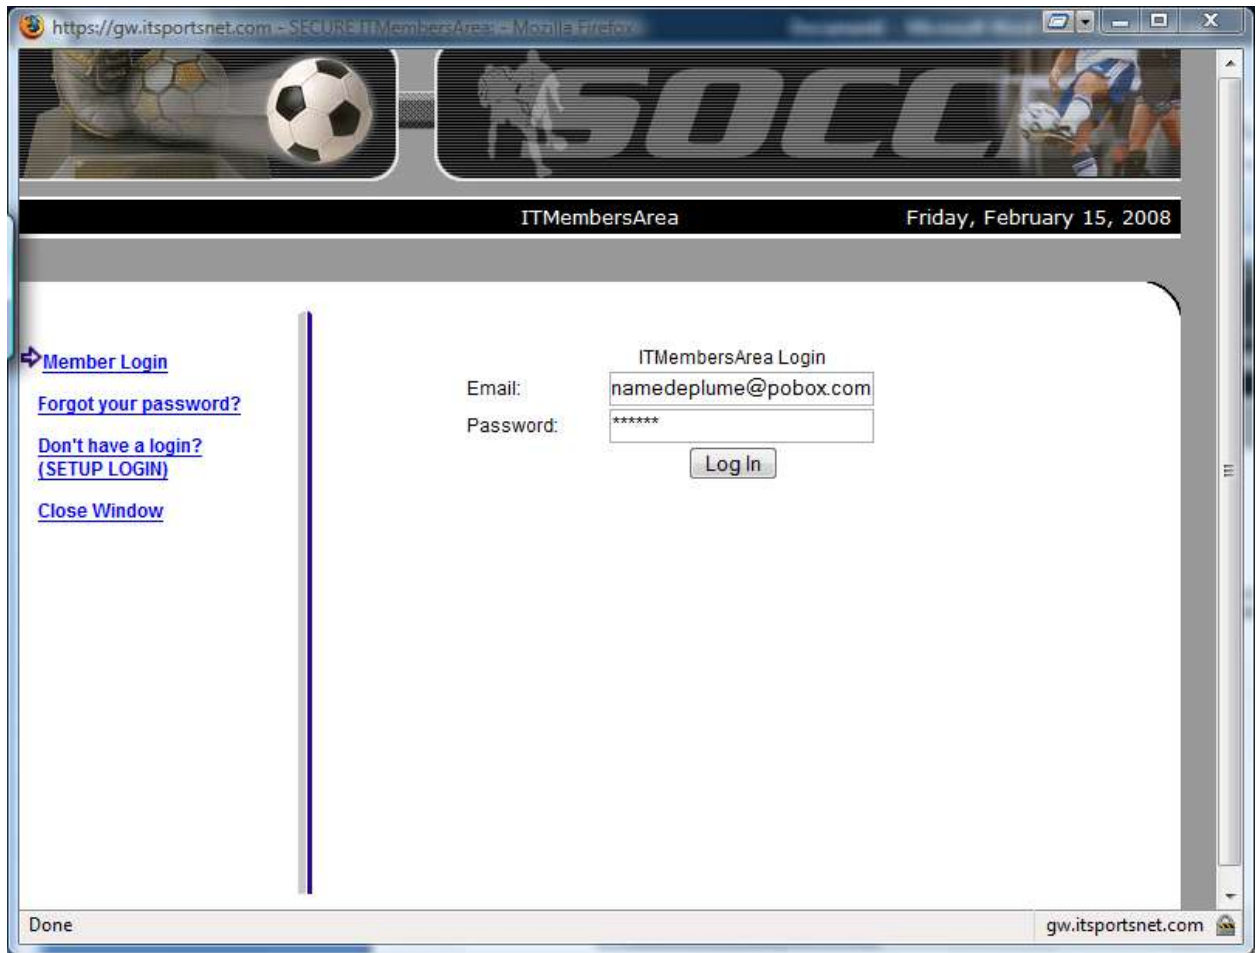 https://gw.itsportsnet.com - SECURE ITMembersArea: - Mozilla Firefox
SOCC
ITMembersArea
Friday, February 15, 2008
Member Login
Forgot your password?
Don't have a login?
(SETUP LOGIN)
Close Window
ITMembersArea Login
Email:
namedeplume@pobox.com
Password:
******
Log In
Done
gw.itsportsnet.com